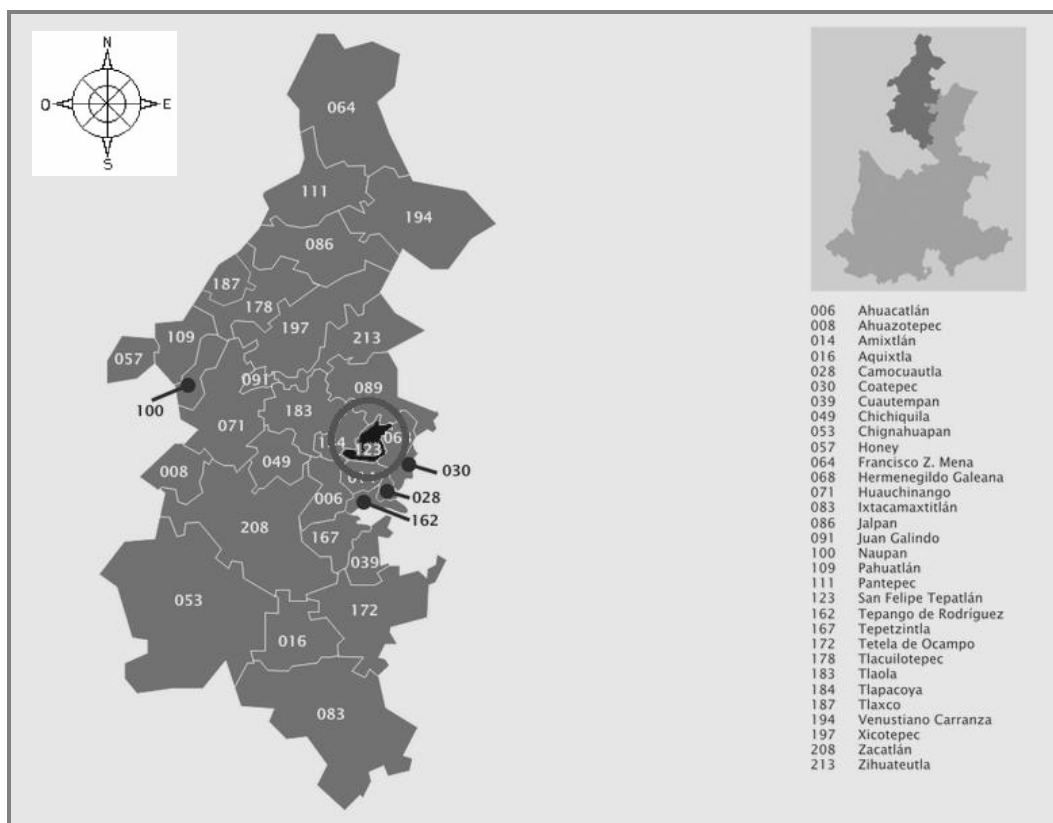 N
O E
S
064
111
194
086
187
178
197
109
213
057
091
089
100
183
071
123
049
030
008
006
028
208
162
167
039
053
172
016
083
006 Ahuacatlán
008 Ahuazotepec
014 Amixtlán
016 Aquixtla
028 Camocuautla
030 Coatepec
039 Cuautempan
049 Chichiquila
053 Chignahuapan
057 Honey
064 Francisco Z. Mena
068 Hermenegildo Galeana
071 Huauchinango
083 Ixtacamaxtitlán
086 Jalpan
091 Juan Galindo
100 Naupan
109 Pahuatlán
111 Pantepec
123 San Felipe Tepatlán
162 Tepango de Rodríguez
167 Tepetzintla
172 Tetela de Ocampo
178 Tlacuilotepec
183 Tlaola
184 Tlapacoya
187 Tlaxco
194 Venustiano Carranza
197 Xicotepec
208 Zacatlán
213 Zihuateutla